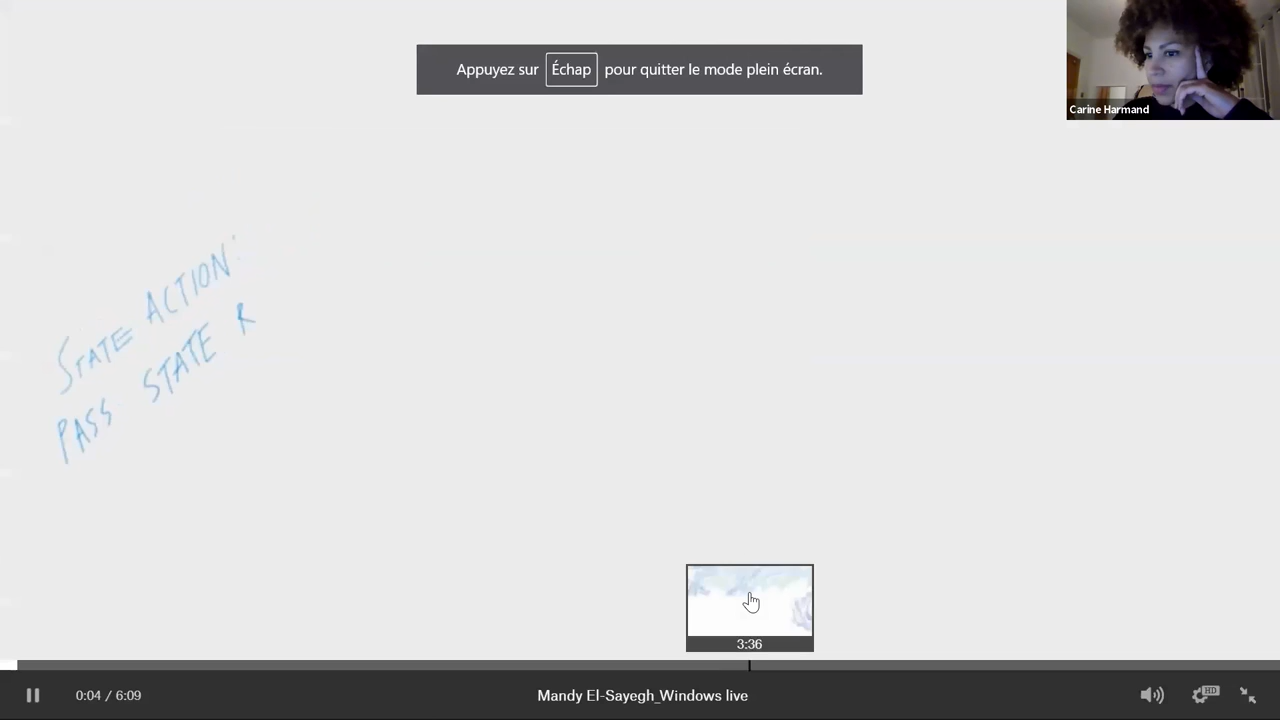 Appuyez sur Échap pour quitter le mode plein écran.
Carine Harmand
STATE ACTION:
PASS STATE R
3:36
0:04 / 6:09
Mandy El-Sayegh_Windows live
HD